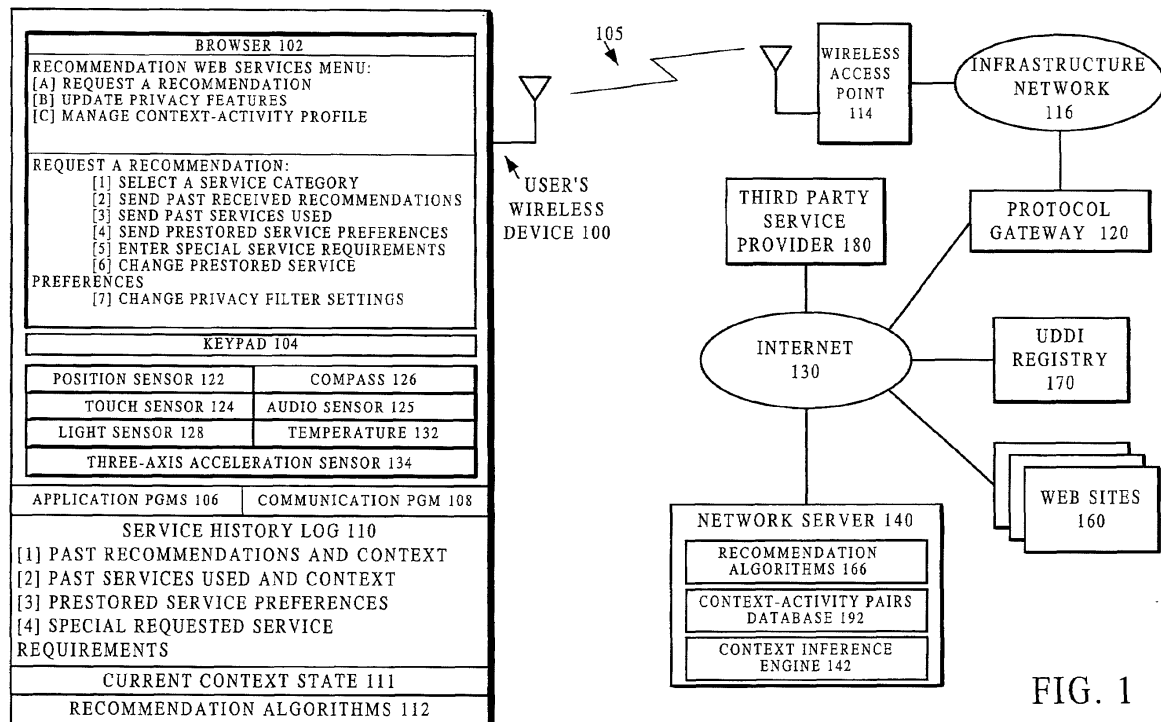 BROWSER 102
RECOMMENDATION WEB SERVICES MENU:
[A] REQUEST A RECOMMENDATION
[B] UPDATE PRIVACY FEATURES
[C] MANAGE CONTEXT-ACTIVITY PROFILE
REQUEST A RECOMMENDATION:
[1] SELECT A SERVICE CATEGORY
[2] SEND PAST RECEIVED RECOMMENDATIONS
[3] SEND PAST SERVICES USED
[4] SEND PRESTORED SERVICE PREFERENCES
[5] ENTER SPECIAL SERVICE REQUIREMENTS
[6] CHANGE PRESTORED SERVICE
PREFERENCES
[7] CHANGE PRIVACY FILTER SETTINGS
KEYPAD 104
POSITION SENSOR 122
COMPASS 126
TOUCH SENSOR 124
AUDIO SENSOR 125
LIGHT SENSOR 128
TEMPERATURE 132
THREE-AXIS ACCELERATION SENSOR 134
APPLICATION PGMS 106
COMMUNICATION PGM 108
SERVICE HISTORY LOG 110
[1] PAST RECOMMENDATIONS AND CONTEXT
[2] PAST SERVICES USED AND CONTEXT
[3] PRESTORED SERVICE PREFERENCES
[4] SPECIAL REQUESTED SERVICE
REQUIREMENTS
CURRENT CONTEXT STATE 111
RECOMMENDATION ALGORITHMS 112
USER'S
WIRELESS
DEVICE 100
105
WIRELESS
ACCESS
POINT
114
INFRASTRUCTURE
NETWORK
116
THIRD PARTY
SERVICE
PROVIDER 180
PROTOCOL
GATEWAY 120
INTERNET
130
UDDI
REGISTRY
170
WEB SITES
160
NETWORK SERVER 140
RECOMMENDATION
ALGORITHMS 166
CONTEXT-ACTIVITY PAIRS
DATABASE 192
CONTEXT INFERENCE
ENGINE 142
FIG. 1